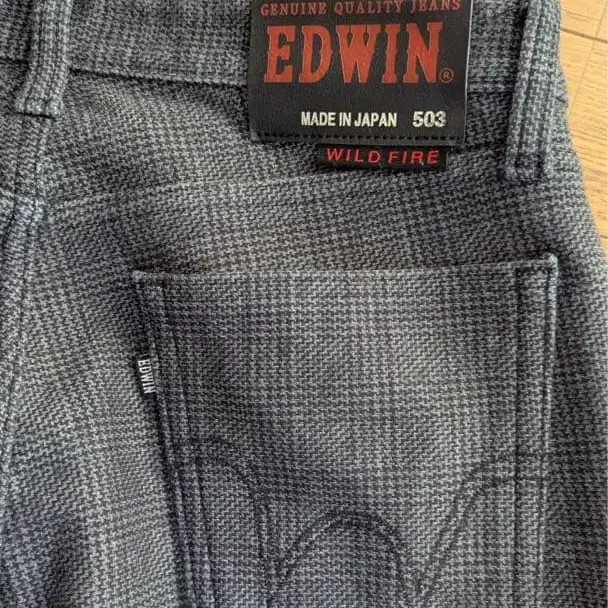 GENUINE QUALITY JEANS
EDWIN®
MADE IN JAPAN 503
WILD FIRE
EDWIN